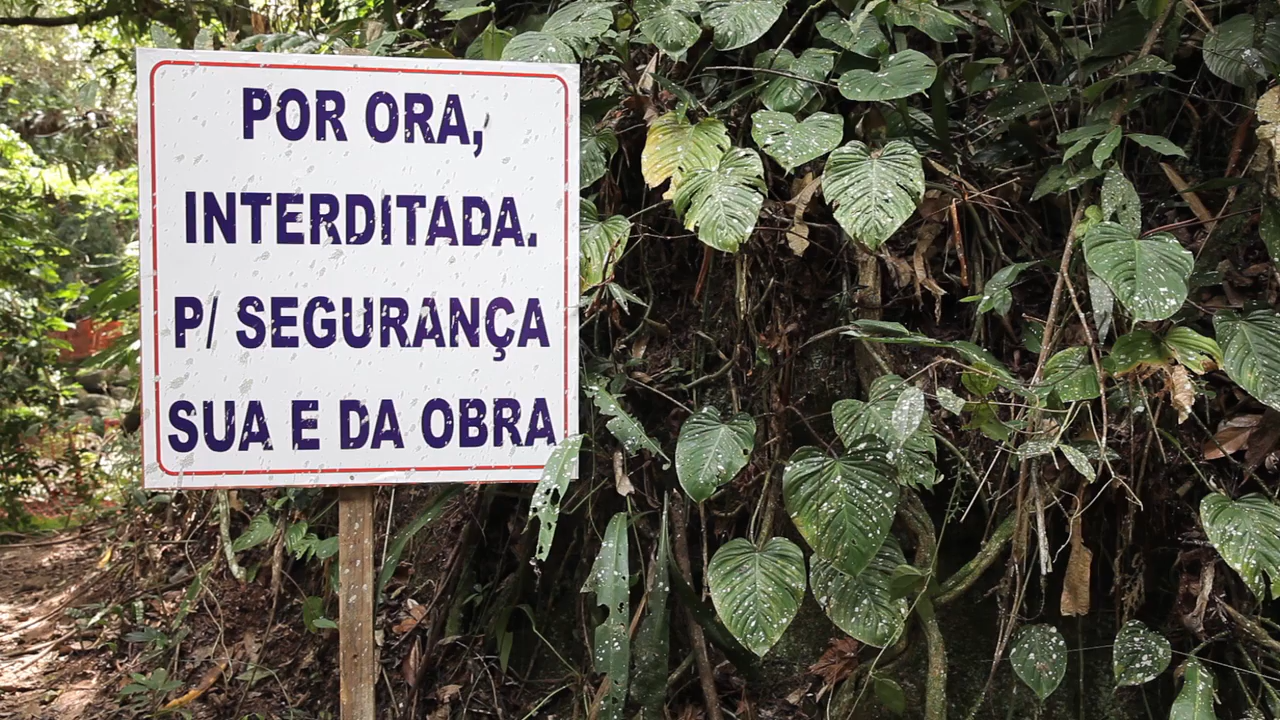 POR ORA,
INTERDITADA.
P/ SEGURANÇA
SUA E DA OBRA